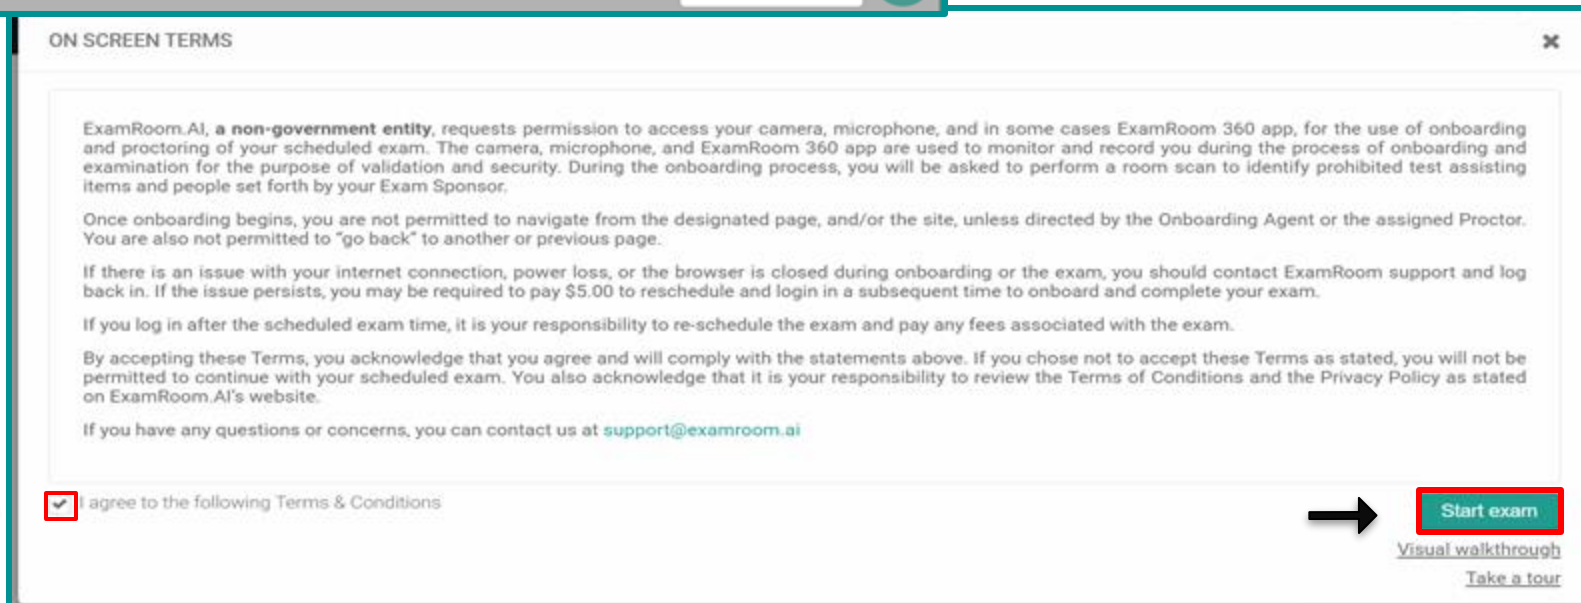 ON SCREEN TERMS
ExamRoom.AI, a non-government entity, requests permission to access your camera, microphone, and in some cases ExamRoom 360 app, for the use of onboarding
and proctoring of your scheduled exam. The camera, microphone, and ExamRoom 360 app are used to monitor and record you during the process of onboarding and
examination for the purpose of validation and security. During the onboarding process, you will be asked to perform a room scan to identify prohibited test assisting
items and people set forth by your Exam Sponsor.
Once onboarding begins, you are not permitted to navigate from the designated page, and/or the site, unless directed by the Onboarding Agent or the assigned Proctor.
You are also not permitted to "go back" to another or previous page.
If there is an issue with your internet connection, power loss, or the browser is closed during onboarding or the exam, you should contact ExamRoom support and log
back in. If the issue persists, you may be required to pay $5.00 to reschedule and login in a subsequent time to onboard and complete your exam.
If you log in after the scheduled exam time, it is your responsibility to re-schedule the exam and pay any fees associated with the exam.
By accepting these Terms, you acknowledge that you agree and will comply with the statements above. If you chose not to accept these Terms as stated, you will not be
permitted to continue with your scheduled exam. You also acknowledge that it is your responsibility to review the Terms of Conditions and the Privacy Policy as stated
on ExamRoom.AI's website.
If you have any questions or concerns, you can contact us at support@examroom.ai
I agree to the following Terms & Conditions
Start exam
Visual walkthrough
Take a tour